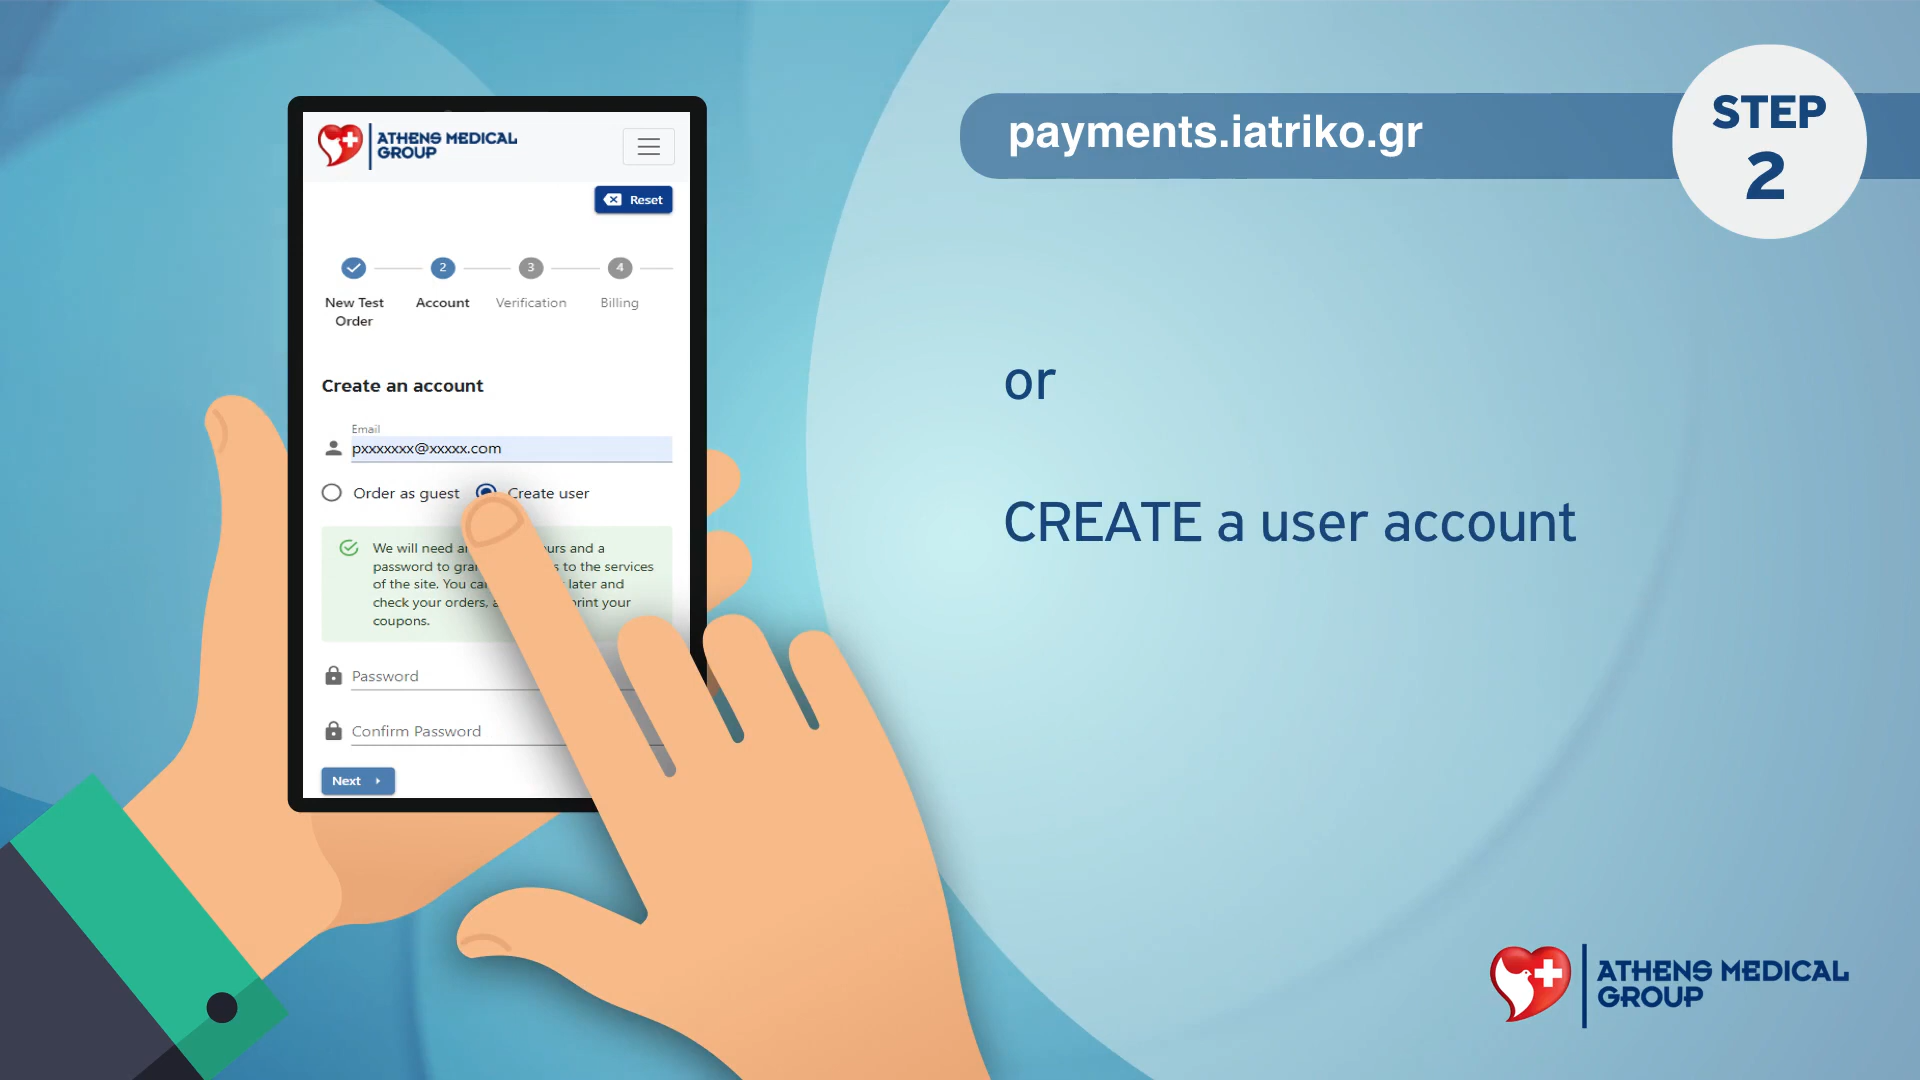 payments.iatriko.gr
STEP
2
or
CREATE a user account
ATHENS MEDICAL
GROUP
Reset
2
3
4
New Test
Order
Account
Verification
Billing
Create an account
Email
pxxxxxxx@xxxxx.com
Order as guest
Create user
We will need urs and a
password to s to the services
of the site. You later and
check your orders, print your
coupons.
Password
Confirm Password
Next
ATHENS MEDICAL
GROUP